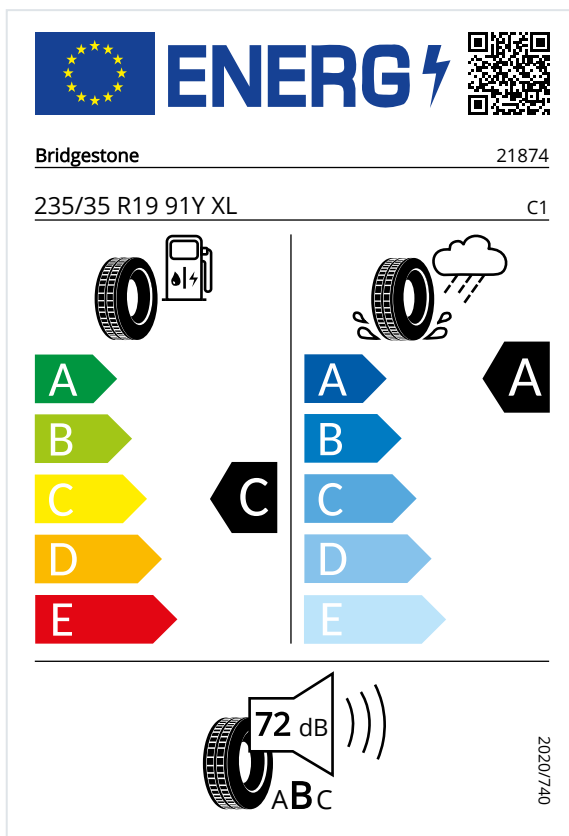 ENERG
Bridgestone 21874
235/35 R19 91Y XL C1
A A A
B B
C C C
D D
E E
72 dB
ABC
2020/740